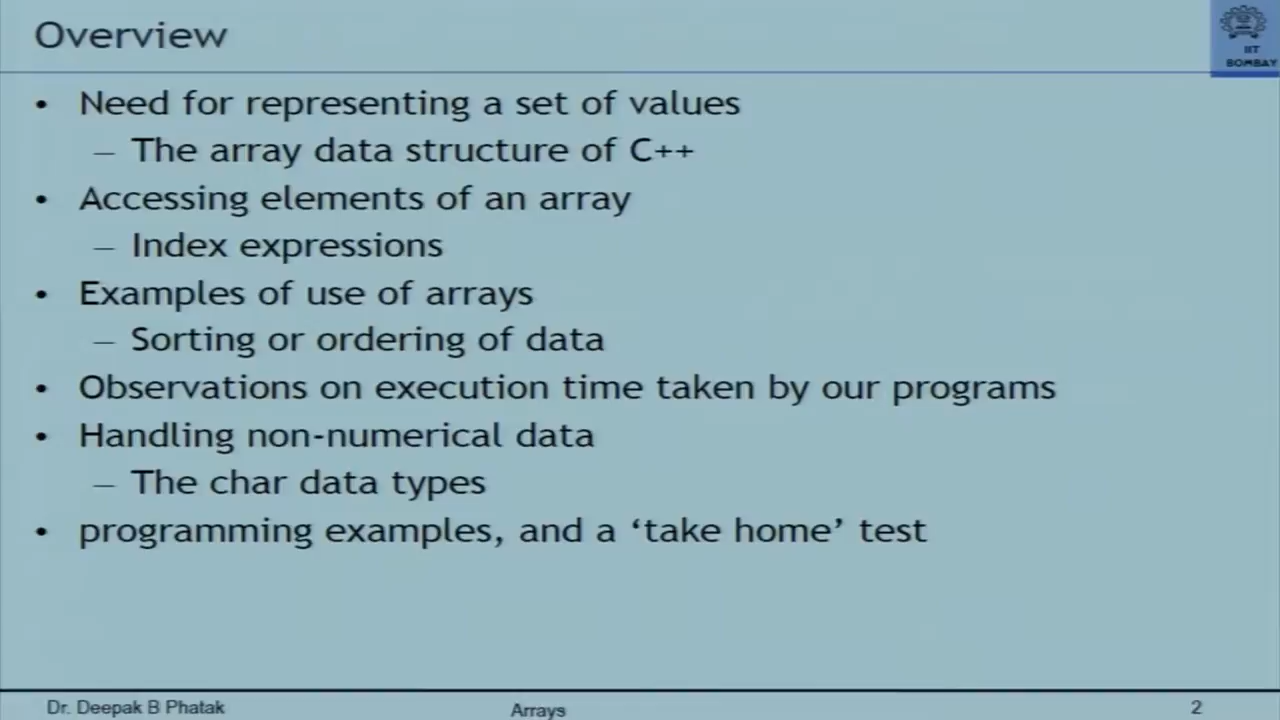 Overview
IIT
BOMBAY
• Need for representing a set of values
– The array data structure of C++
• Accessing elements of an array
– Index expressions
• Examples of use of arrays
– Sorting or ordering of data
• Observations on execution time taken by our programs
• Handling non-numerical data
– The char data types
• programming examples, and a ‘take home’ test
Dr. Deepak B Phatak
Arrays
2